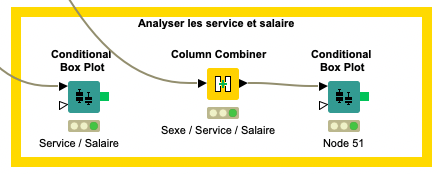 Analyser les service et salaire
Conditional
Box Plot
Column Combiner
Conditional
Box Plot
Service / Salaire
Sexe / Service / Salaire
Node 51